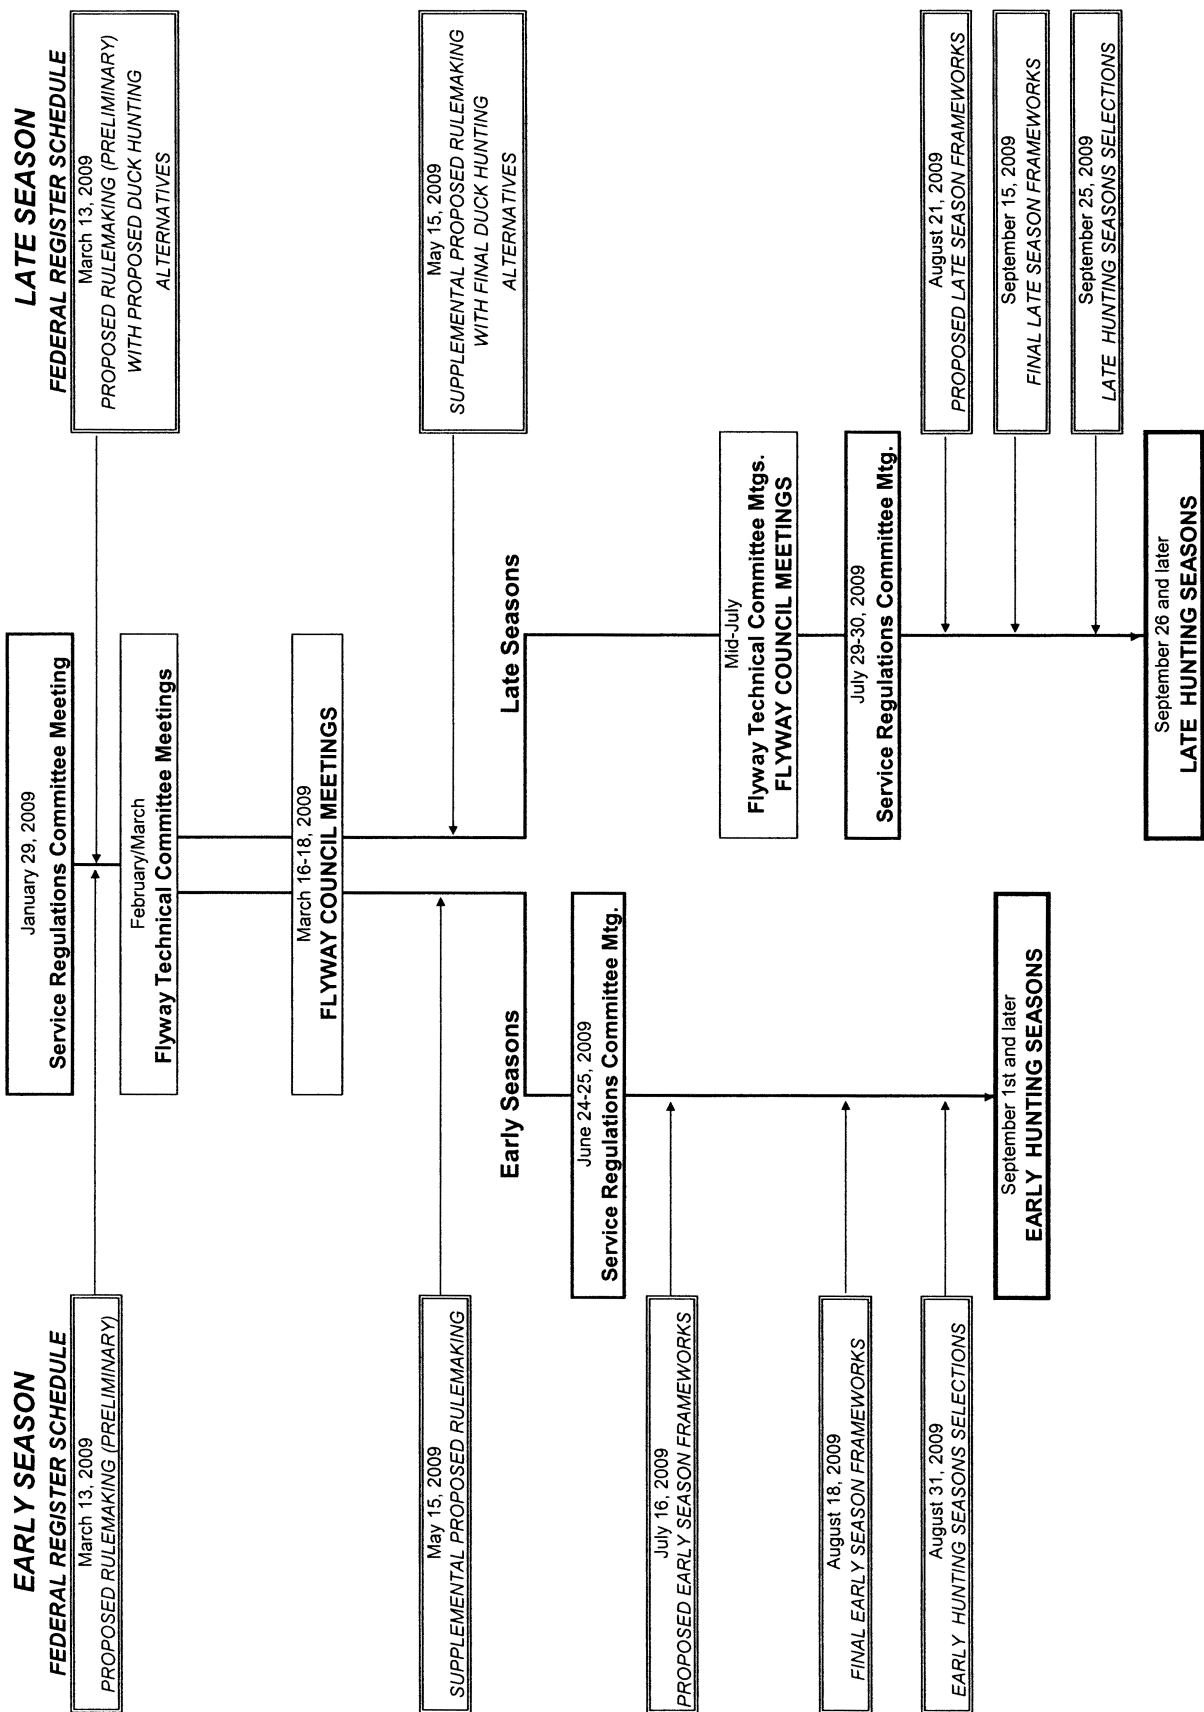 EARLY SEASON
FEDERAL REGISTER SCHEDULE
March 13, 2009
PROPOSED RULEMAKING (PRELIMINARY)
May 15, 2009
SUPPLEMENTAL PROPOSED RULEMAKING
July 16, 2009
PROPOSED EARLY SEASON FRAMEWORKS
August 18, 2009
FINAL EARLY SEASON FRAMEWORKS
August 31, 2009
EARLY HUNTING SEASONS SELECTIONS
January 29, 2009
Service Regulations Committee Meeting
February/March
Flyway Technical Committee Meetings
March 16-18, 2009
FLYWAY COUNCIL MEETINGS
Early Seasons
June 24-25, 2009
Service Regulations Committee Mtg.
September 1st and later
EARLY HUNTING SEASONS
Late Seasons
Mid-July
Flyway Technical Committee Mtgs.
FLYWAY COUNCIL MEETINGS
July 29-30, 2009
Service Regulations Committee Mtg.
September 26 and later
LATE HUNTING SEASONS
LATE SEASON
FEDERAL REGISTER SCHEDULE
March 13, 2009
PROPOSED RULEMAKING (PRELIMINARY)
WITH PROPOSED DUCK HUNTING
ALTERNATIVES
May 15, 2009
SUPPLEMENTAL PROPOSED RULEMAKING
WITH FINAL DUCK HUNTING
ALTERNATIVES
August 21, 2009
PROPOSED LATE SEASON FRAMEWORKS
September 15, 2009
FINAL LATE SEASON FRAMEWORKS
September 25, 2009
LATE HUNTING SEASONS SELECTIONS